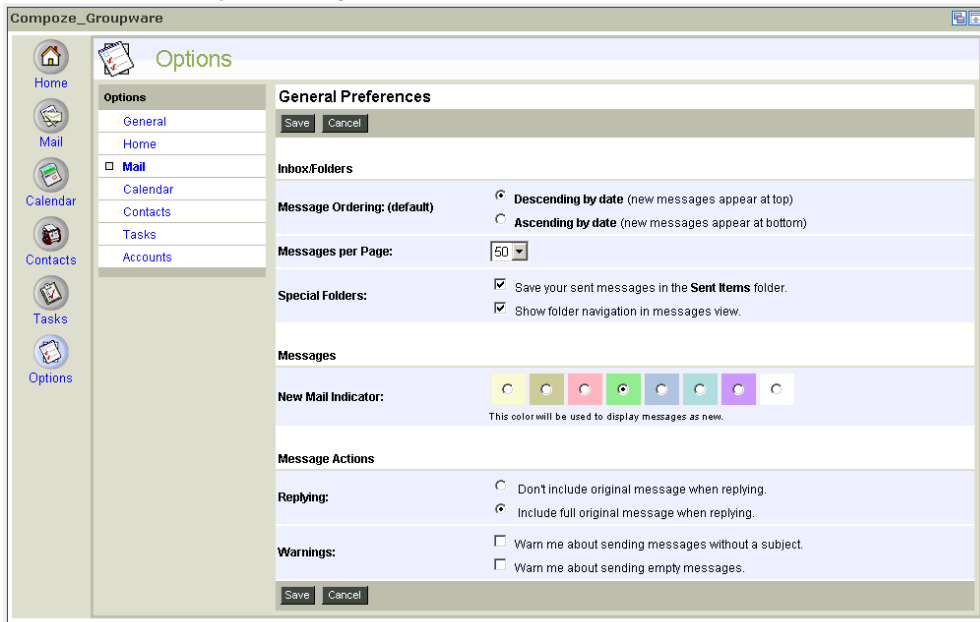 Compoze_Groupware
Home
Mail
Calendar
Contacts
Tasks
Options
Options
Options
General
Home
Mail
Calendar
Contacts
Tasks
Accounts
General Preferences
Save Cancel
Inbox/Folders
Message Ordering: (default)
Descending by date (new messages appear at top)
Ascending by date (new messages appear at bottom)
Messages per Page: 50
Special Folders:
Save your sent messages in the Sent Items folder.
Show folder navigation in messages view.
Messages
New Mail Indicator:
This color will be used to display messages as new.
Message Actions
Replying:
Don't include original message when replying.
Include full original message when replying.
Warnings:
Warn me about sending messages without a subject.
Warn me about sending empty messages.
Save Cancel